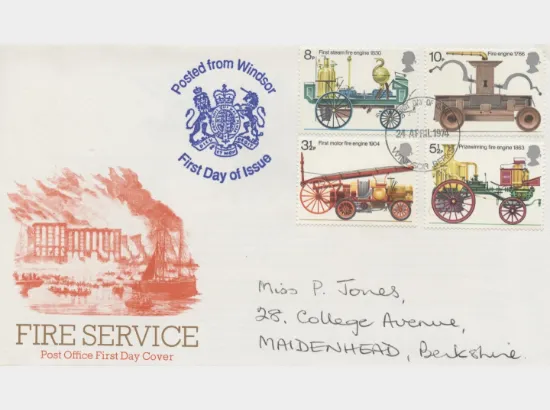 Posted from Windsor
First Day of Issue
8p First steam fire engine 1830
10p Fire engine 1766
24 APRIL 1974
WINDSOR
3½p First motor fire engine 1904
5½p Prizewinning fire engine 1863
Miss P. Jones,
28, College Avenue,
MAIDENHEAD, Berkshire.
FIRE SERVICE
Post Office First Day Cover